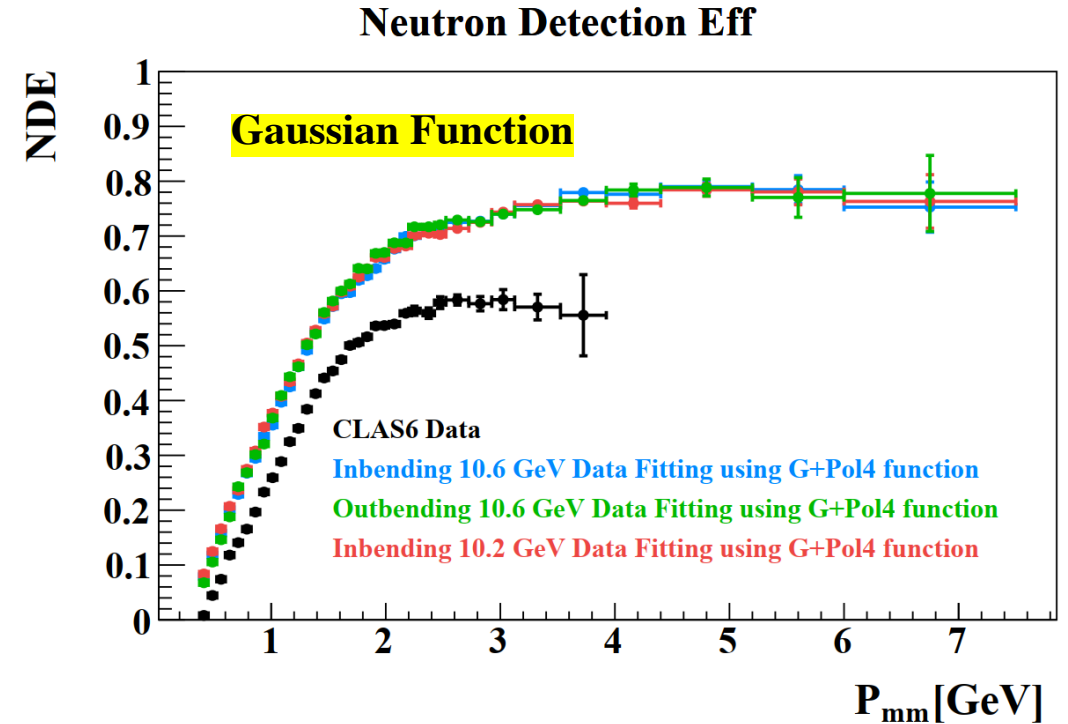 Neutron Detection Eff
NDE
1
0.9
0.8
0.7
0.6
0.5
0.4
0.3
0.2
0.1
0
Gaussian Function
CLAS6 Data
Inbending 10.6 GeV Data Fitting using G+Pol4 function
Outbending 10.6 GeV Data Fitting using G+Pol4 function
Inbending 10.2 GeV Data Fitting using G+Pol4 function
1 2 3 4 5 6 7
Pmm[GeV]